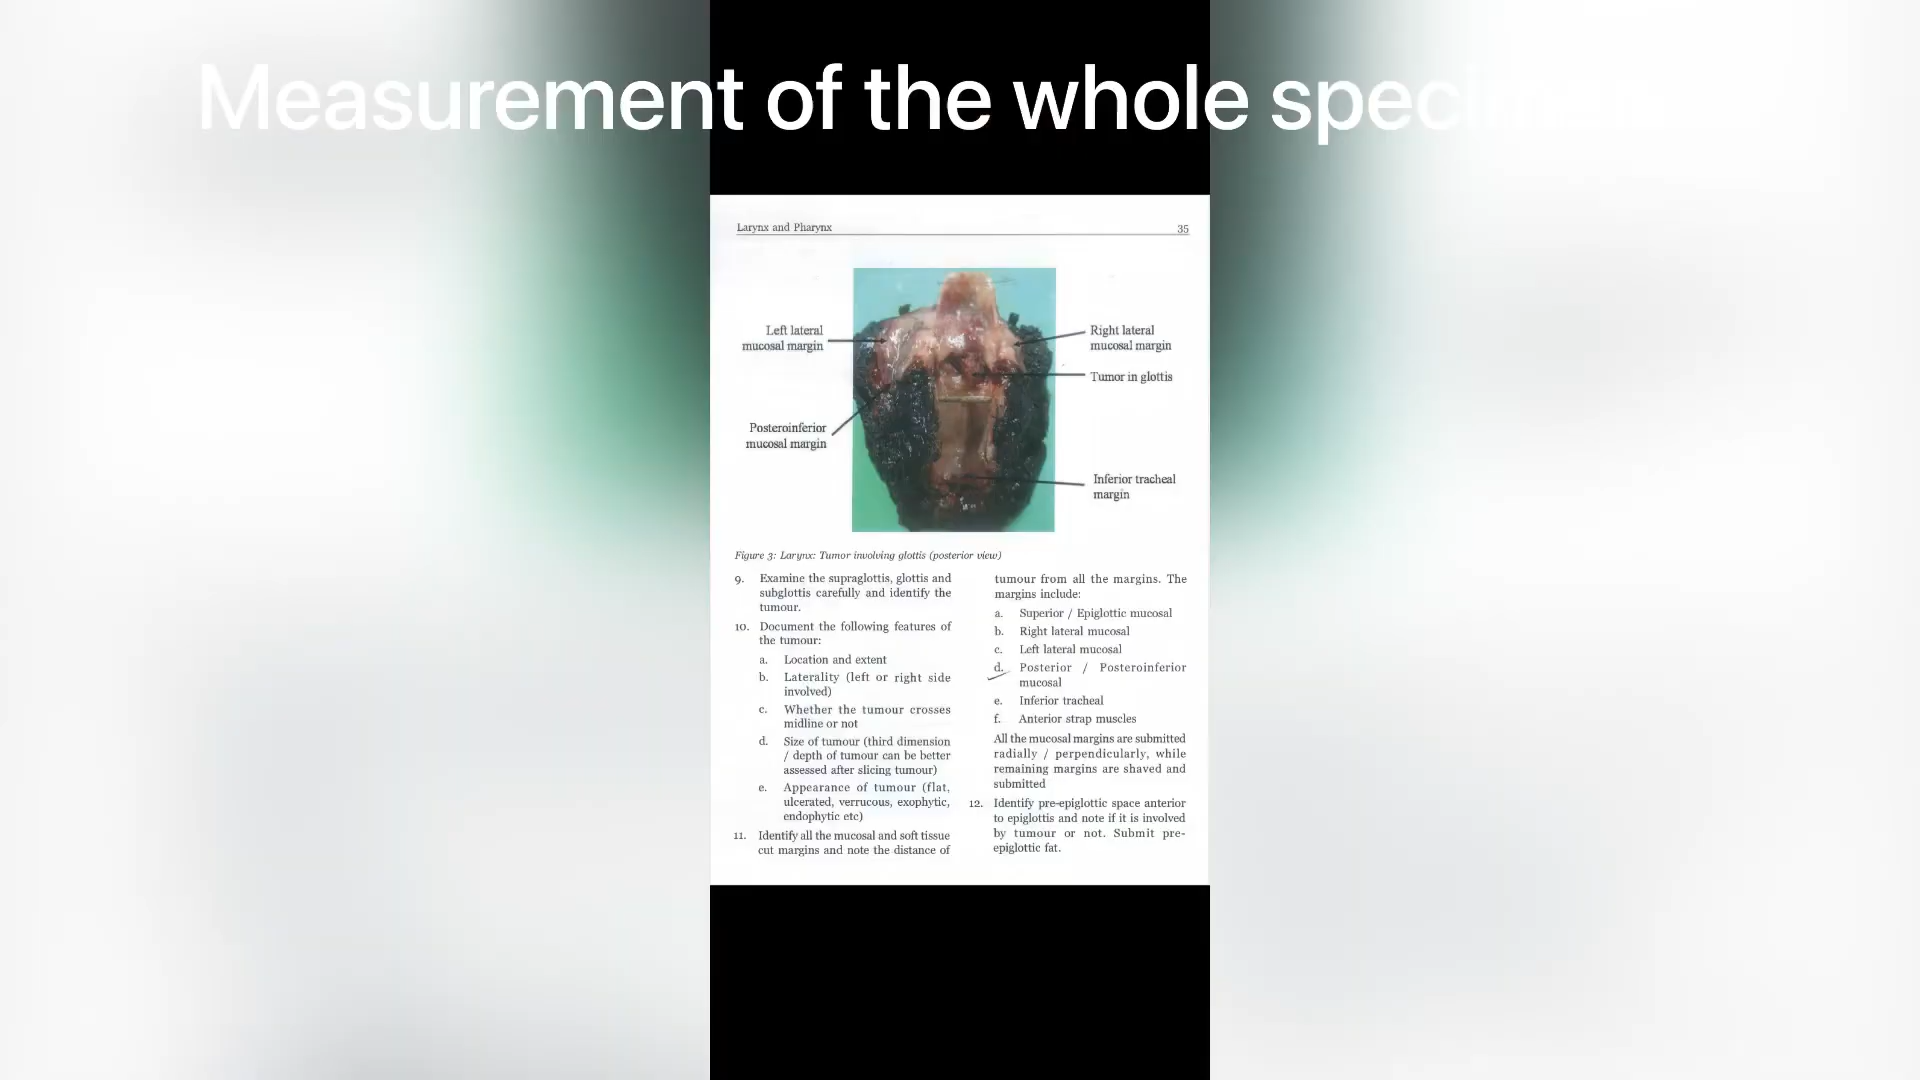 Measurement of the whole
Larynx and Pharynx 35
Left lateral
mucosal margin
Posteroinferior
mucosal margin
Right lateral
mucosal margin
Tumor in glottis
Inferior tracheal
margin
Figure 3: Larynx: Tumor involving glottis (posterior view)
9. Examine the supraglottis, glottis and
subglottis carefully and identify the
tumour.
10. Document the following features of
the tumour:
a. Location and extent
b. Laterality (left or right side
involved)
c. Whether the tumour crosses
midline or not
d. Size of tumour (third dimension
/ depth of tumour can be better
assessed after slicing tumour)
e. Appearance of tumour (flat,
ulcerated, verrucous, exophytic,
endophytic etc)
11. Identify all the mucosal and soft tissue
cut margins and note the distance of
tumour from all the margins. The
margins include:
a. Superior / Epiglottic mucosal
b. Right lateral mucosal
c. Left lateral mucosal
d. Posterior / Posteroinferior
mucosal
e. Inferior tracheal
f. Anterior strap muscles
All the mucosal margins are submitted
radially / perpendicularly, while
remaining margins are shaved and
submitted
12. Identify pre-epiglottic space anterior
to epiglottis and note if it is involved
by tumour or not. Submit pre-
epiglottic fat.